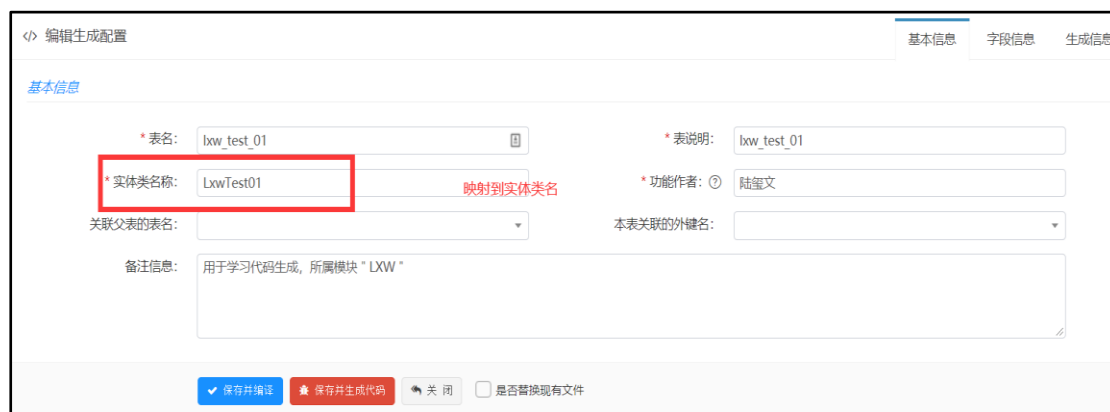 </> 编辑生成配置 基本信息 字段信息 生成信息
基本信息
* 表名: lxw_test_01 * 表说明: lxw_test_01
* 实体类名称: LxwTest01 映射到实体类名 * 功能作者: ? 陆玺文
关联父表的表名: 本表关联的外键名:
备注信息: 用于学习代码生成，所属模块 " LXW "
保存并编译 保存并生成代码 关 闭 是否替换现有文件